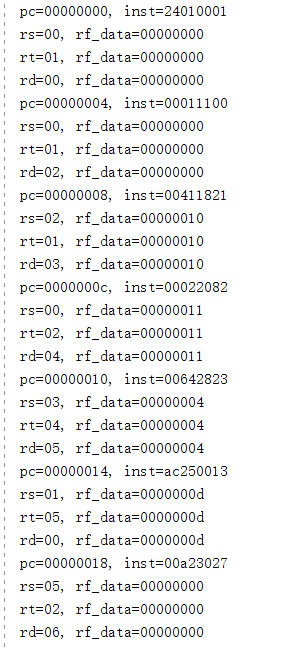 pc=00000000, inst=24010001
rs=00, rf_data=00000000
rt=01, rf_data=00000000
rd=00, rf_data=00000000
pc=00000004, inst=00011100
rs=00, rf_data=00000000
rt=01, rf_data=00000000
rd=02, rf_data=00000000
pc=00000008, inst=00411821
rs=02, rf_data=00000010
rt=01, rf_data=00000010
rd=03, rf_data=00000010
pc=0000000c, inst=00022082
rs=00, rf_data=00000011
rt=02, rf_data=00000011
rd=04, rf_data=00000011
pc=00000010, inst=00642823
rs=03, rf_data=00000004
rt=04, rf_data=00000004
rd=05, rf_data=00000004
pc=00000014, inst=ac250013
rs=01, rf_data=0000000d
rt=05, rf_data=0000000d
rd=00, rf_data=0000000d
pc=00000018, inst=00a23027
rs=05, rf_data=00000000
rt=02, rf_data=00000000
rd=06, rf_data=00000000